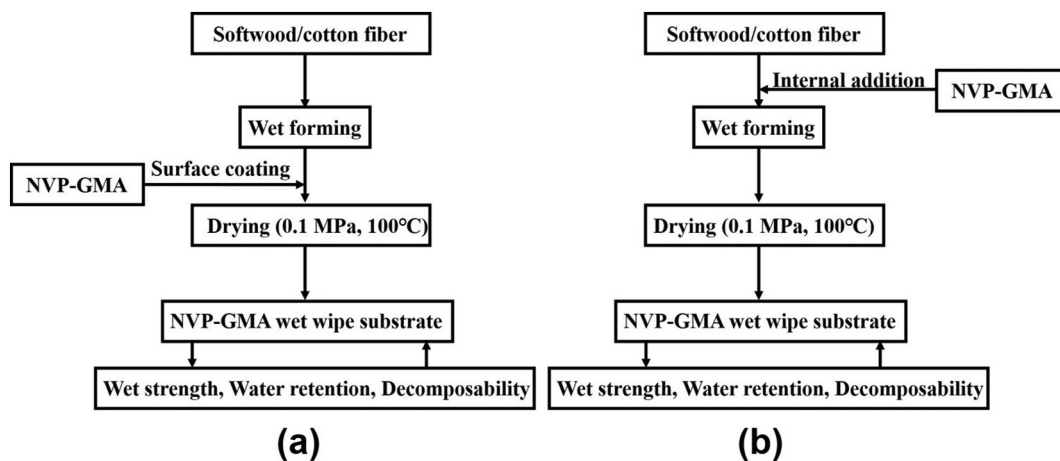 Softwood/cotton fiber
Wet forming
NVP-GMA
Surface coating
Drying (0.1 MPa, 100℃)
NVP-GMA wet wipe substrate
Wet strength, Water retention, Decomposability
(a)
Softwood/cotton fiber
Internal addition
NVP-GMA
Wet forming
Drying (0.1 MPa, 100℃)
NVP-GMA wet wipe substrate
Wet strength, Water retention, Decomposability
(b)